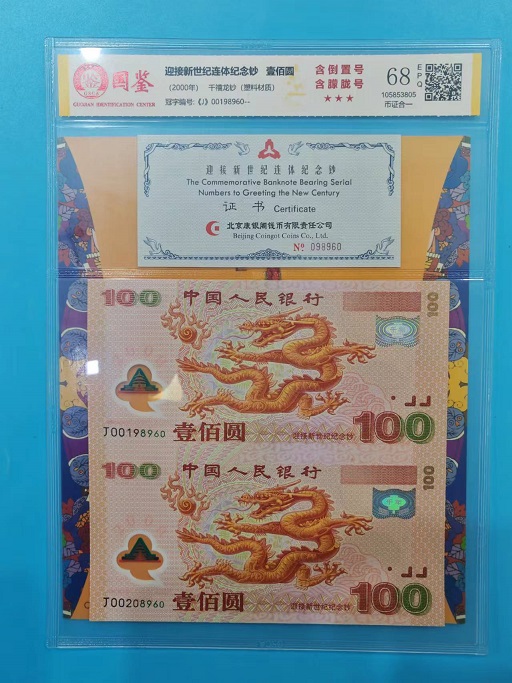 国鉴
GUOJIAN IDENTIFICATION CENTER
迎接新世纪连体纪念钞 壹佰圆
(2000年) 千禧龙钞(塑料材质)
冠字编号:《J》00198960--
含倒置号
含朦胧号
★★★
68
EPQ
105853805
币证合一
迎接新世纪连体纪念钞
The Commemorative Banknote Bearing Serial
Numbers to Greeting the New Century
证 书 Certificate
北京康银阁钱币有限责任公司
Beijing Coingot Coins Co., Ltd.
№ 098960
100 中国人民银行
100
J00198960 壹佰圆 迎接新世纪纪念钞 100
100 中国人民银行
100
J00208960 壹佰圆 迎接新世纪纪念钞 100